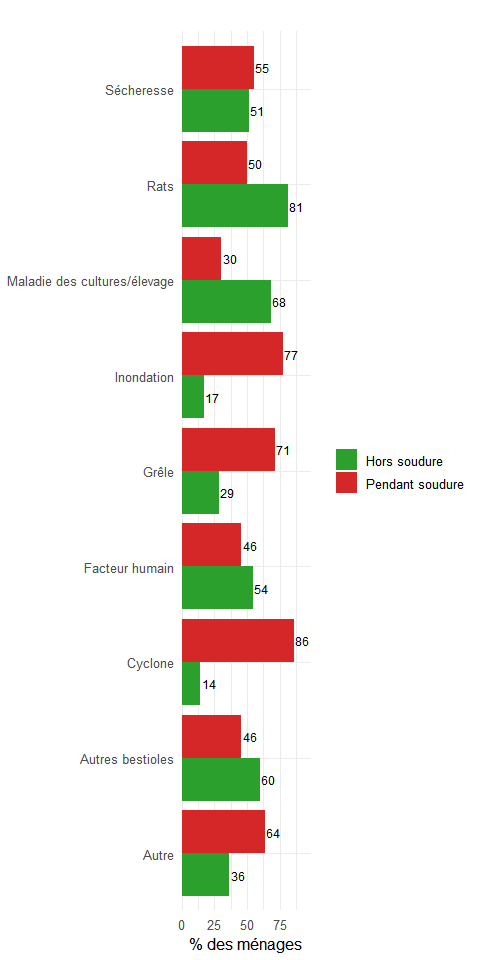 Sécheresse
55
51
Rats
50
81
Maladie des cultures/élevage
30
68
Inondation
77
17
Grêle
71
29
Hors soudure
Pendant soudure
Facteur humain
46
54
Cyclone
86
14
Autres bestioles
46
60
Autre
64
36
0 25 50 75
% des ménages